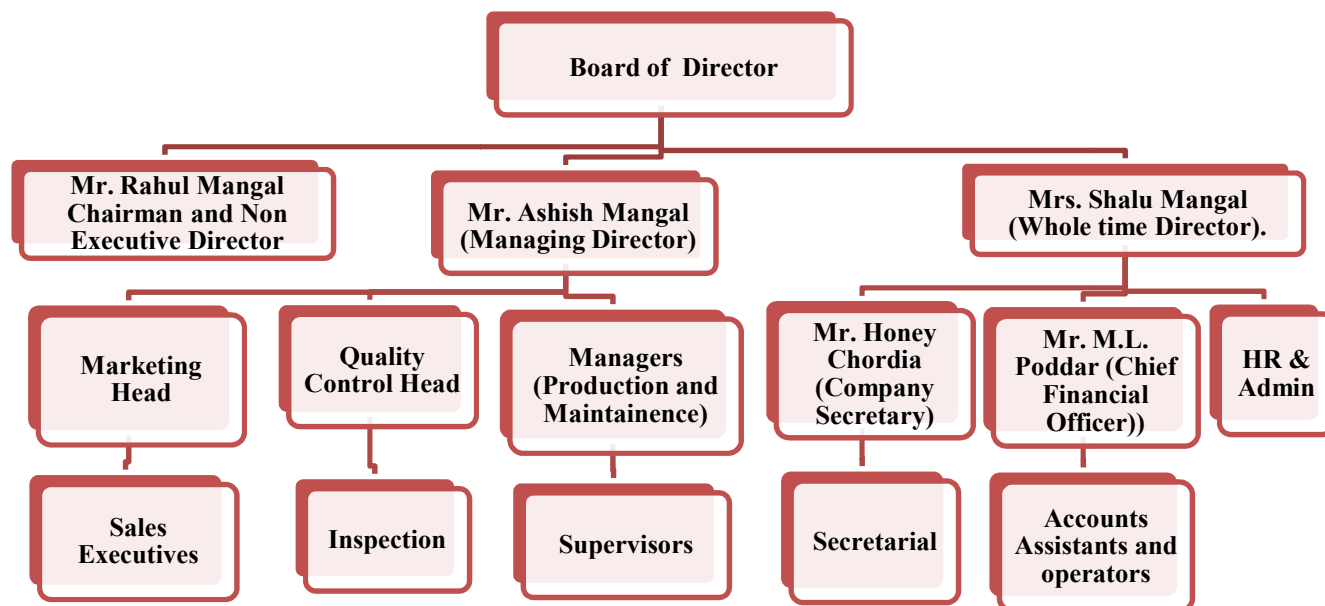 Board of Director
Mr. Rahul Mangal
Chairman and Non
Executive Director
Mr. Ashish Mangal
(Managing Director)
Mrs. Shalu Mangal
(Whole time Director).
Marketing
Head
Quality
Control Head
Managers
(Production and
Maintainence)
Mr. Honey
Chordia
(Company
Secretary)
Mr. M.L.
Poddar (Chief
Financial
Officer))
HR &
Admin
Sales
Executives
Inspection
Supervisors
Secretarial
Accounts
Assistants and
operators